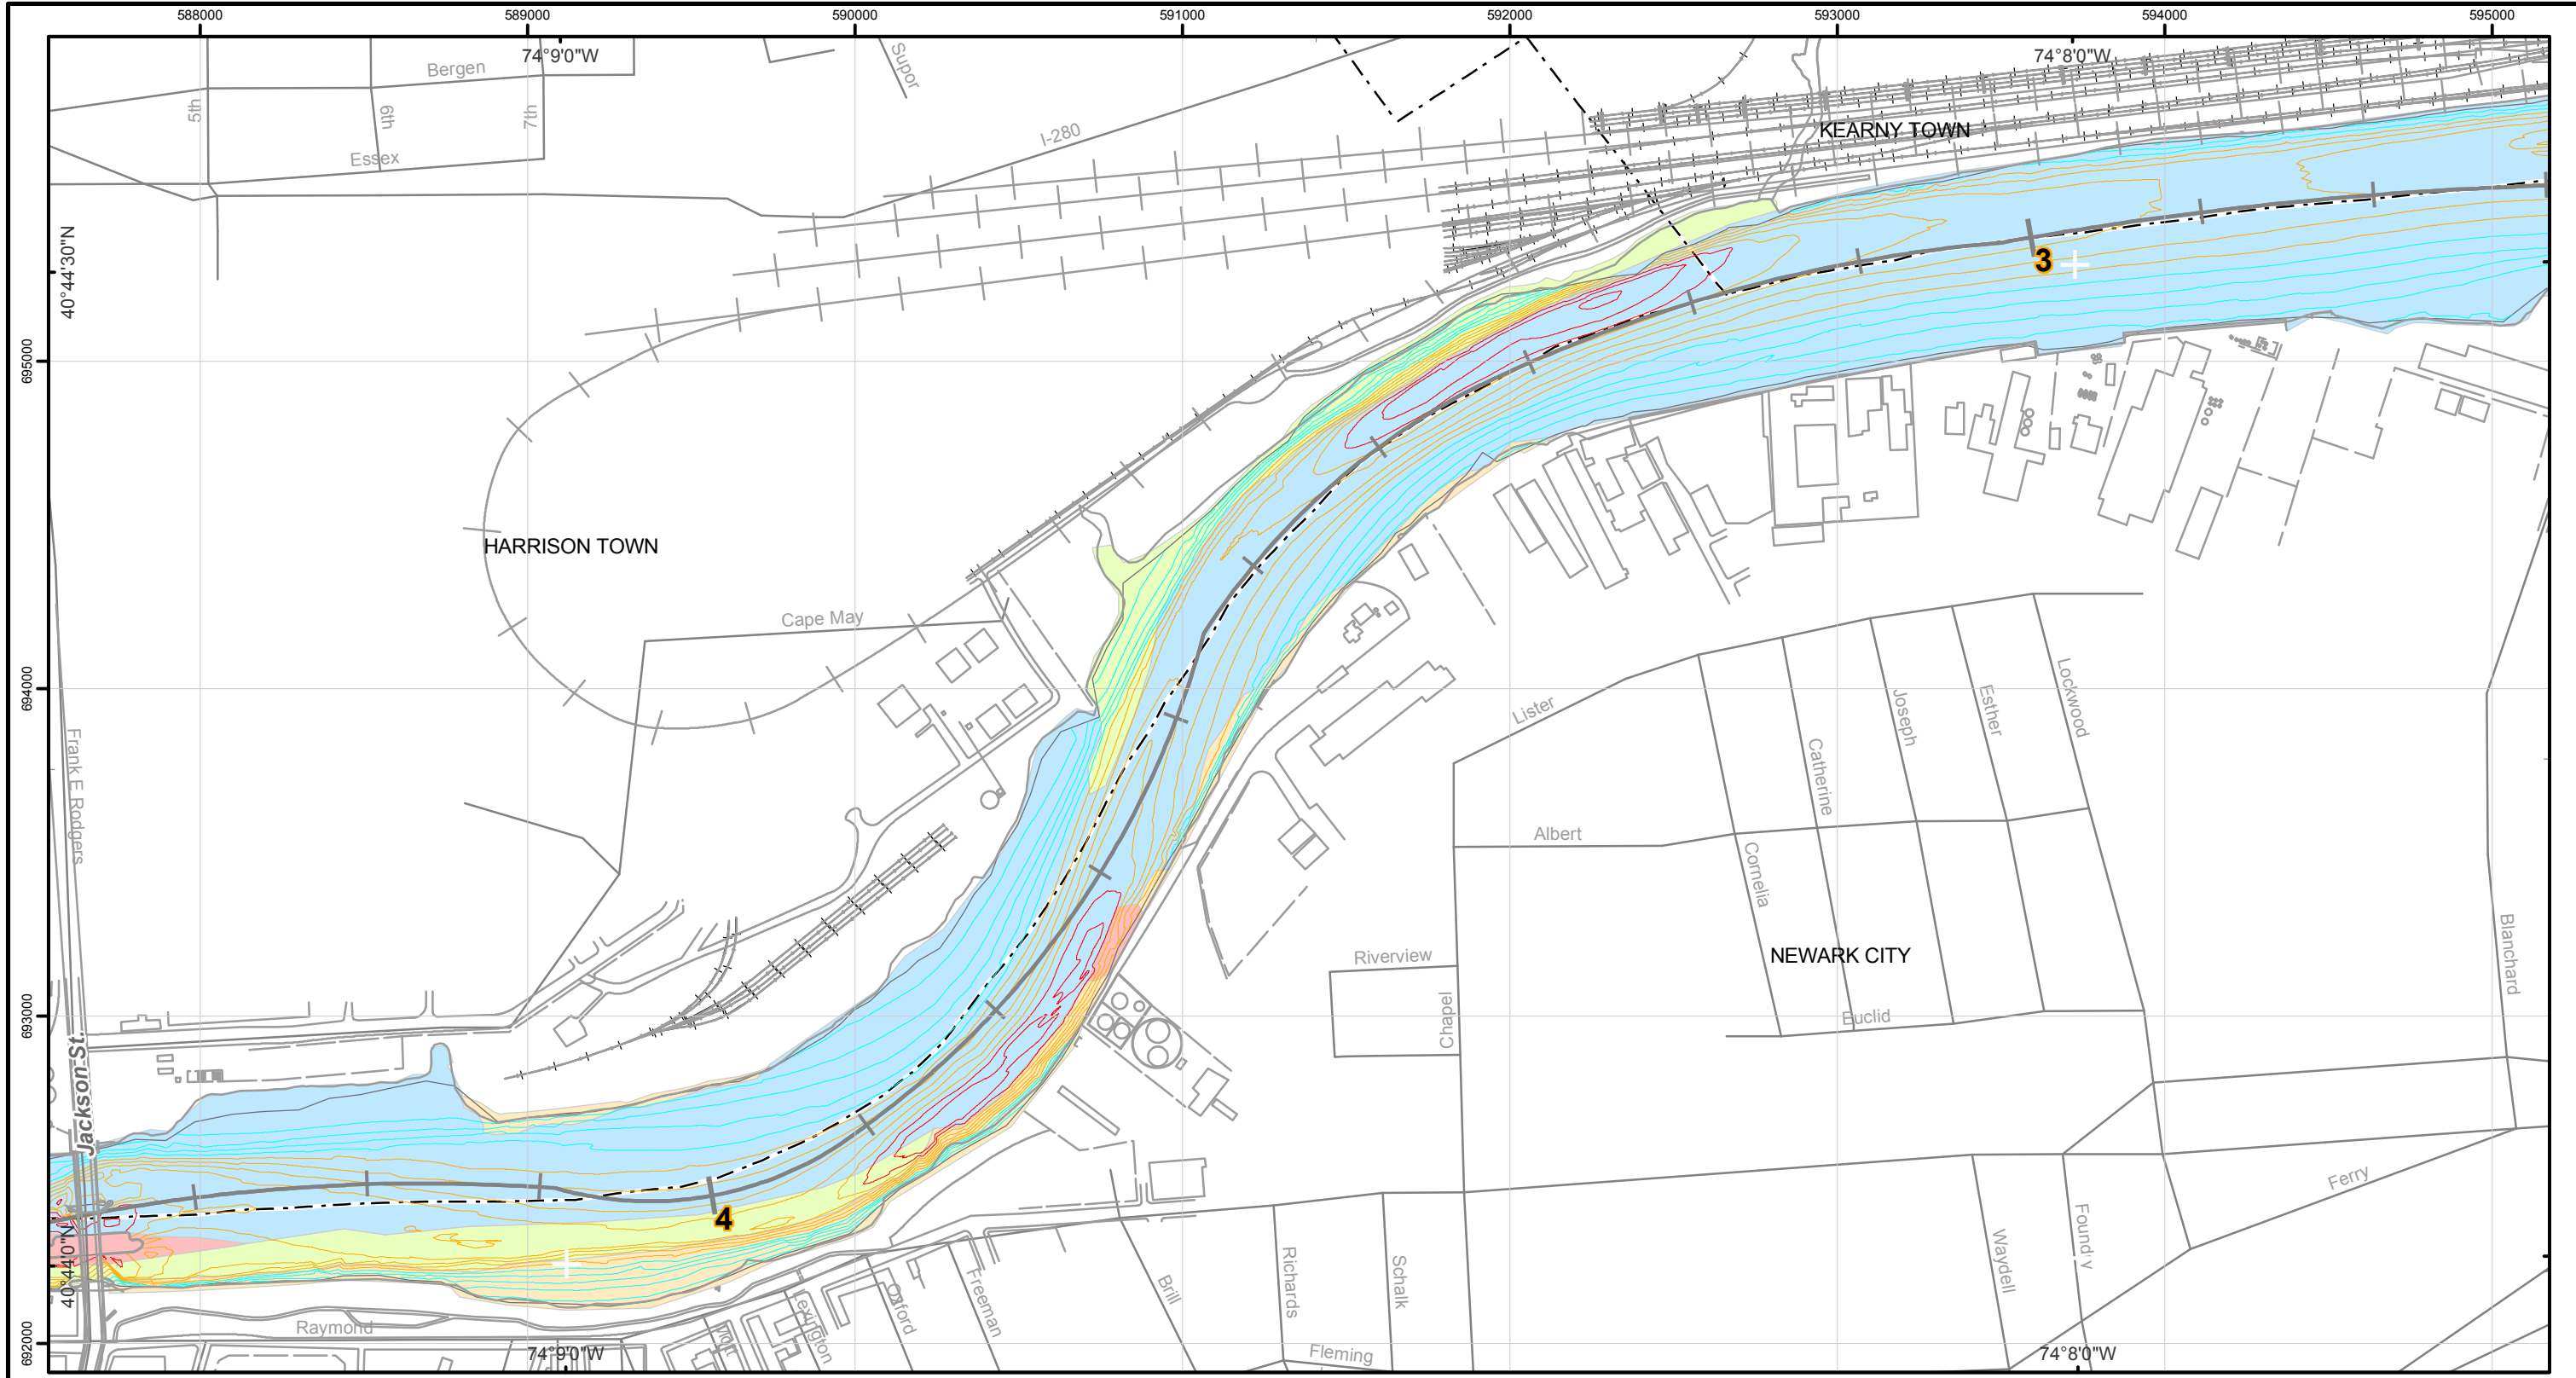 588000 589000 590000 591000 592000 593000 594000 595000
74°9'0"W
74°8'0"W
Bergen
Supor
5th
6th
7th
I-280
KEARNY TOWN
Essex
40°44'30"N
3
695000
HARRISON TOWN
Cape May
694000
Lister
Lockwood
Joseph
Esther
Frank E Rodgers
Catherine
Albert
Cornelia
Riverview
NEWARK CITY
Blanchard
693000
Chapel
Euclid
Jackson St.
4
Ferry
Foundry
40°44'0"N
Waydell
Richards
Schalk
Brill
Freeman
Oxford
Lexington
Raymond
692000
74°9'0"W
Fleming
74°8'0"W